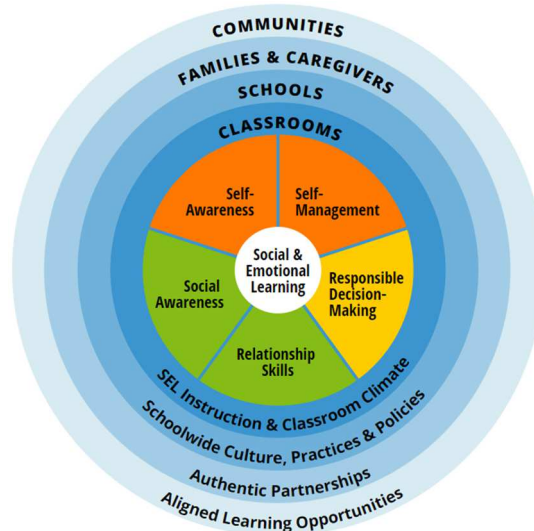 COMMUNITIES
FAMILIES & CAREGIVERS
SCHOOLS
CLASSROOMS
Self-
Awareness
Self-
Management
Social &
Emotional
Learning
Social
Awareness
Responsible
Decision-
Making
Relationship
Skills
SEL Instruction & Classroom Climate
Schoolwide Culture, Practices & Policies
Authentic Partnerships
Aligned Learning Opportunities